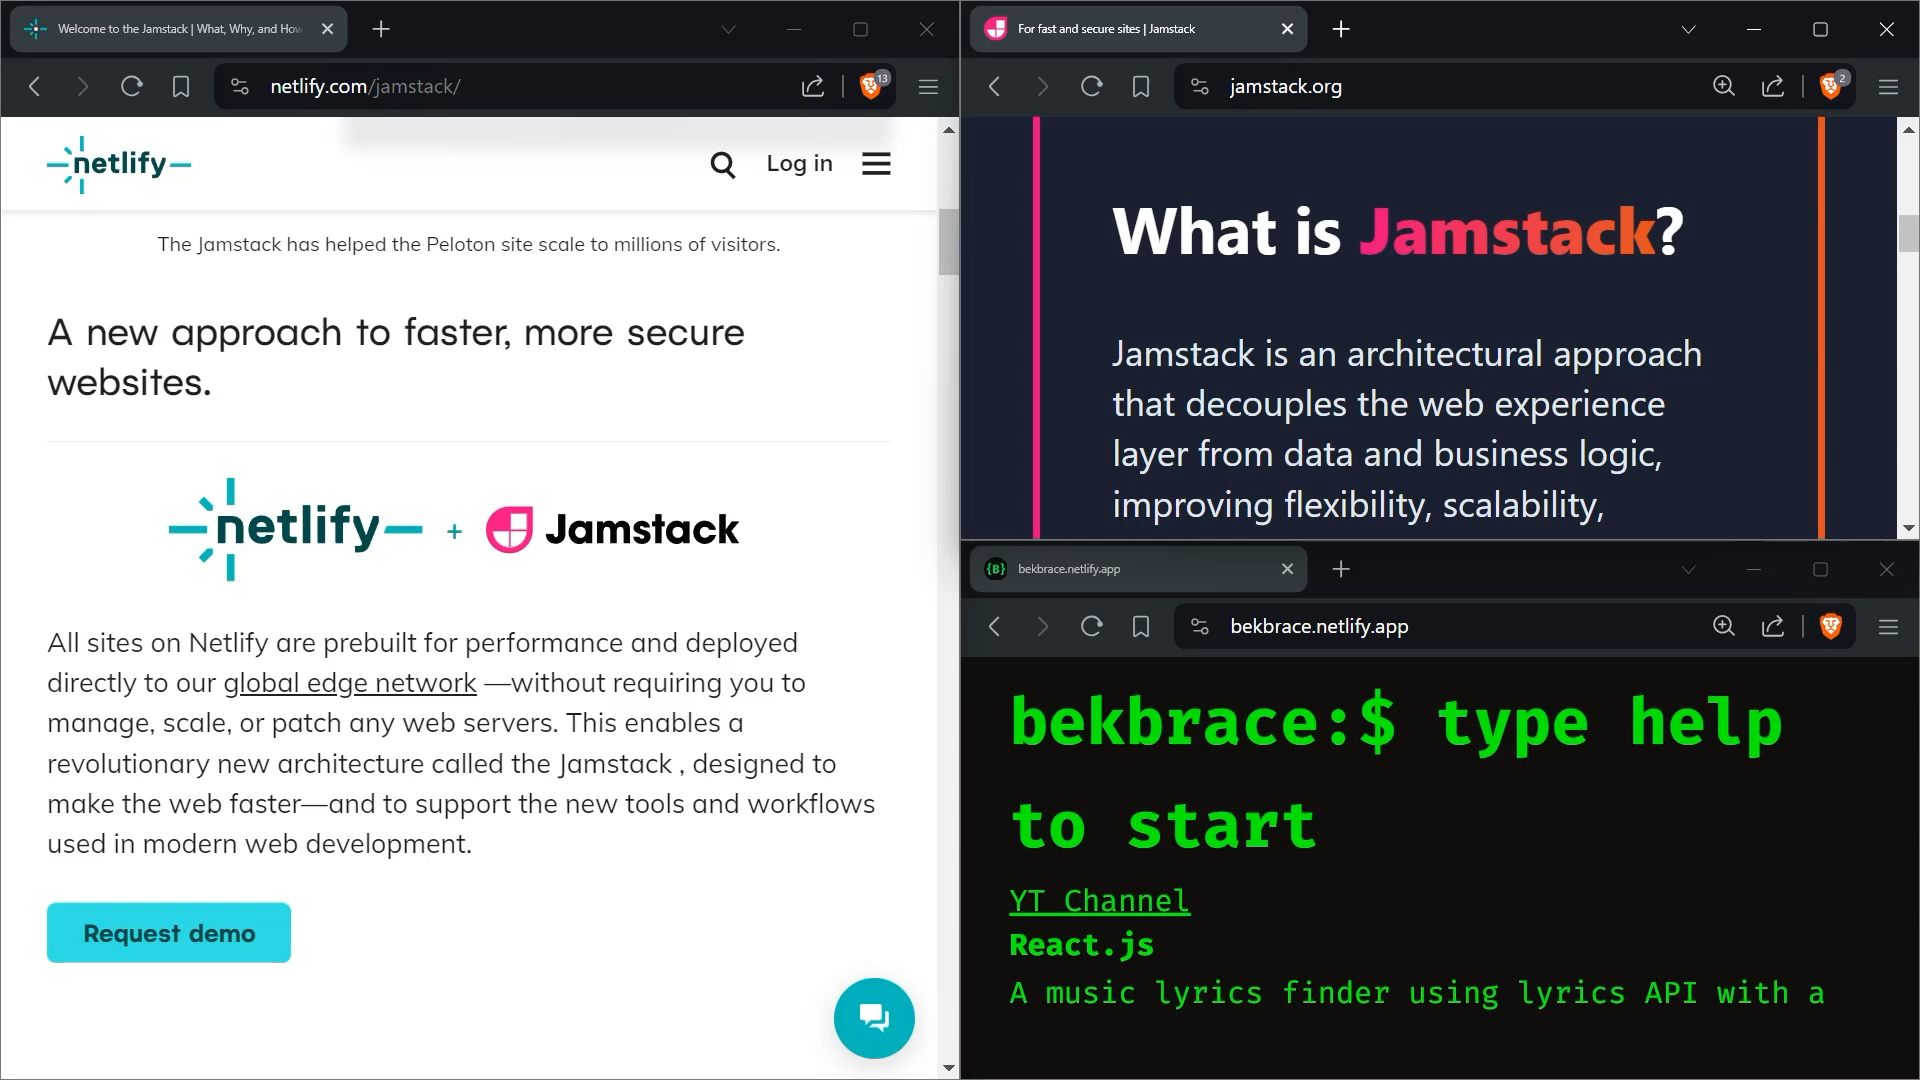 Welcome to the Jamstack | What, Why, and How
netlify.com/jamstack/
13
netlify
Log in
The Jamstack has helped the Peloton site scale to millions of visitors.
A new approach to faster, more secure
websites.
netlify + Jamstack
All sites on Netlify are prebuilt for performance and deployed
directly to our global edge network —without requiring you to
manage, scale, or patch any web servers. This enables a
revolutionary new architecture called the Jamstack , designed to
make the web faster—and to support the new tools and workflows
used in modern web development.
Request demo
For fast and secure sites | Jamstack
jamstack.org
2
What is Jamstack?
Jamstack is an architectural approach
that decouples the web experience
layer from data and business logic,
improving flexibility, scalability,
{B}
bekbrace.netlify.app
bekbrace.netlify.app
bekbrace:$ type help
to start
YT Channel
React.js
A music lyrics finder using lyrics API with a